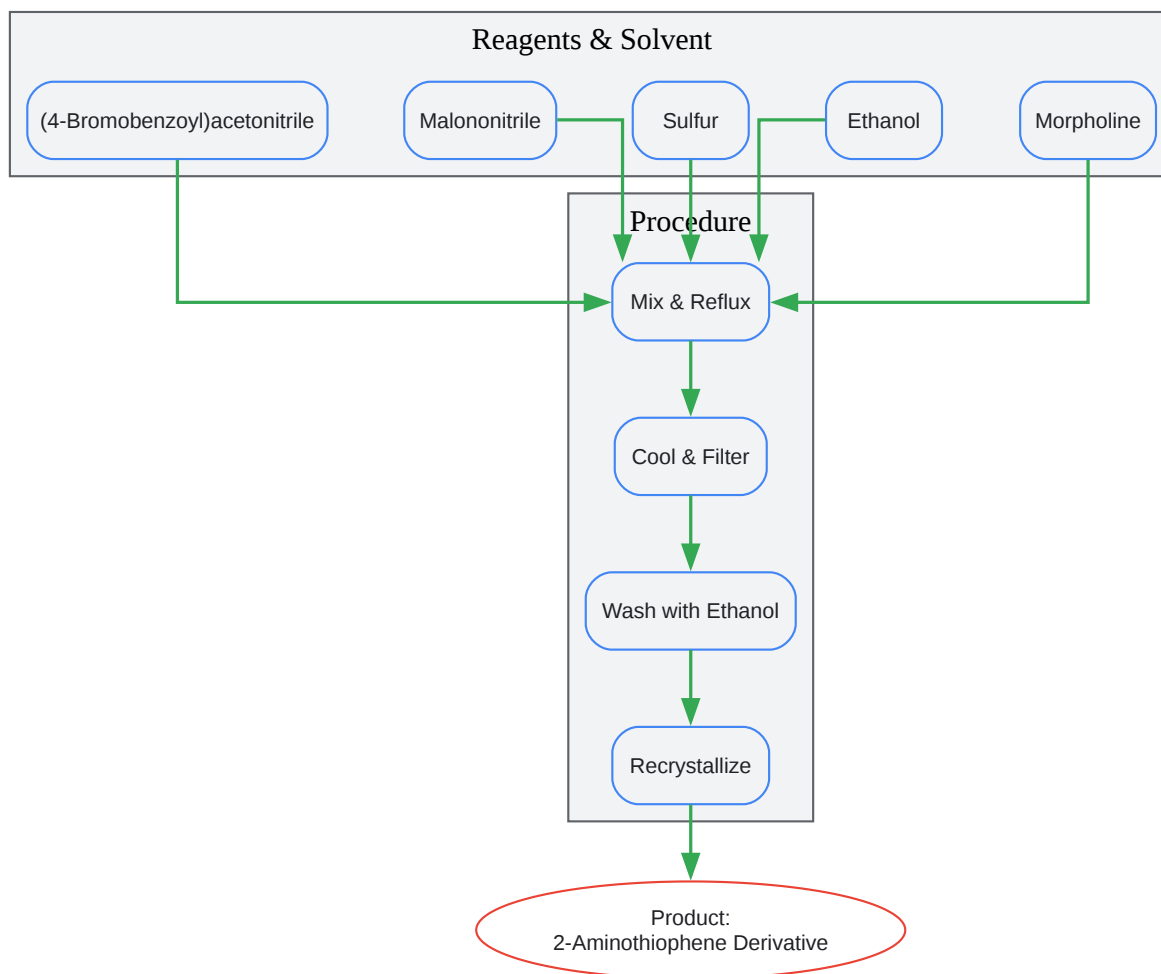 Reagents & Solvent
(4-Bromobenzoyl)acetonitrile
Malononitrile
Sulfur
Ethanol
Morpholine
Procedure
Mix & Reflux
Cool & Filter
Wash with Ethanol
Recrystallize
Product:
2-Aminothiophene Derivative